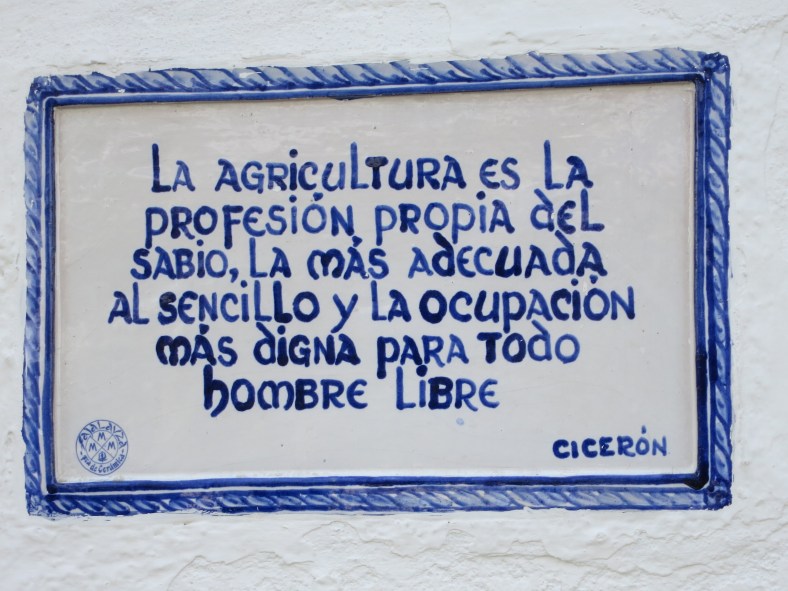 LA AGRICULTURA ES LA
PROFESIÓN PROPIA DEL
SABIO, LA MÁS ADECUADA
AL SENCILLO Y LA OCUPACIÓN
MÁS DIGNA PARA TODO
HOMBRE LIBRE
CICERÓN
FAJALAUZA
M
M M